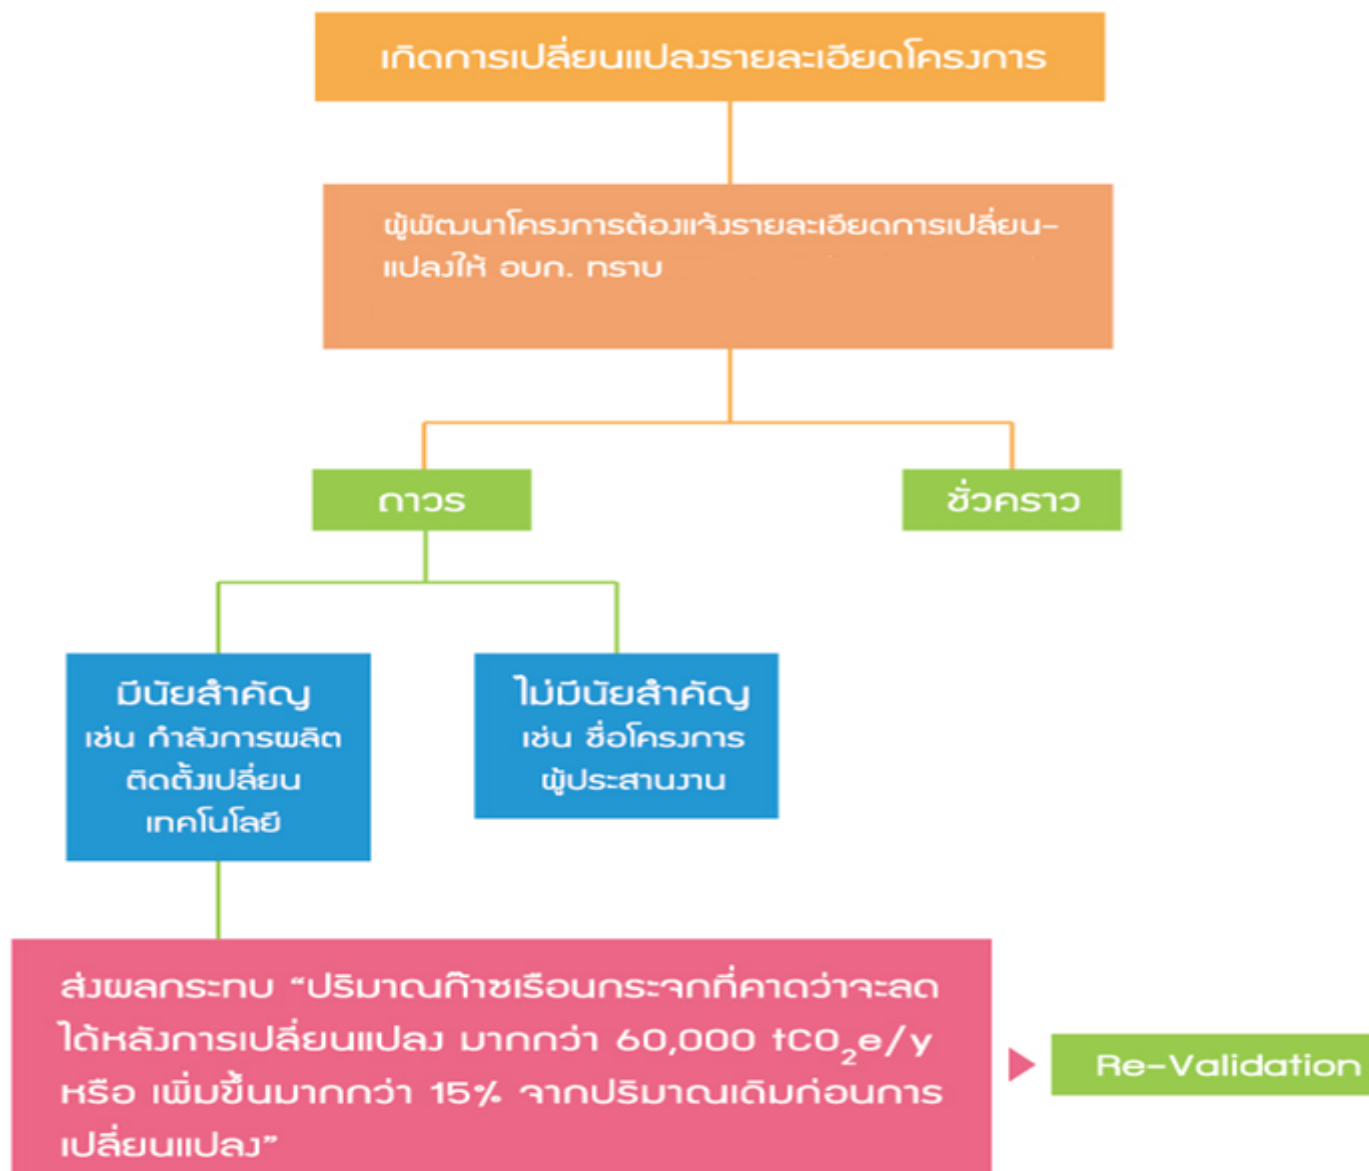 เกิดการเปลี่ยนแปลงรายละเอียดโครงการ
ผู้พัฒนาโครงการต้องแจ้งรายละเอียดการเปลี่ยน-
แปลงให้ อบก. ทราบ
ถาวร
ชั่วคราว
มีนัยสำคัญ
เช่น กำลังการผลิต
ติดตั้งเปลี่ยน
เทคโนโลยี
ไม่มีนัยสำคัญ
เช่น ชื่อโครงการ
ผู้ประสานงาน
ส่งผลกระทบ “ปริมาณก๊าซเรือนกระจกที่คาดว่าจะลด
ได้หลังการเปลี่ยนแปลง มากกว่า 60,000 tCO₂e/y
หรือ เพิ่มขึ้นมากกว่า 15% จากปริมาณเดิมก่อนการ
เปลี่ยนแปลง”
Re-Validation